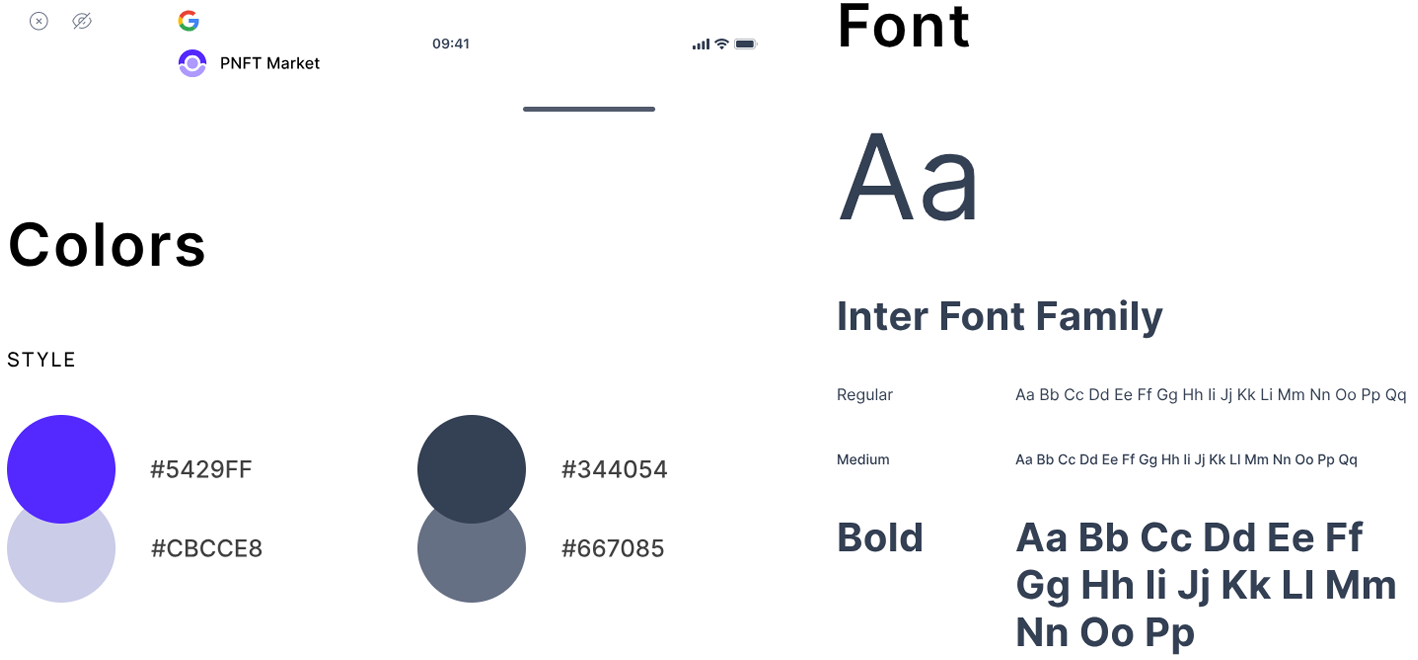 PNFT Market
09:41
Colors
STYLE
#5429FF
#CBCCE8
#344054
#667085
Font
Aa
Inter Font Family
Regular
Aa Bb Cc Dd Ee Ff Gg Hh Ii Jj Kk Li Mm Nn Oo Pp Qq
Medium
Aa Bb Cc Dd Ee Ff Gg Hh Ii Jj Kk Ll Mm Nn Oo Pp Qq
Bold
Aa Bb Cc Dd Ee Ff
Gg Hh Ii Jj Kk Ll Mm
Nn Oo Pp